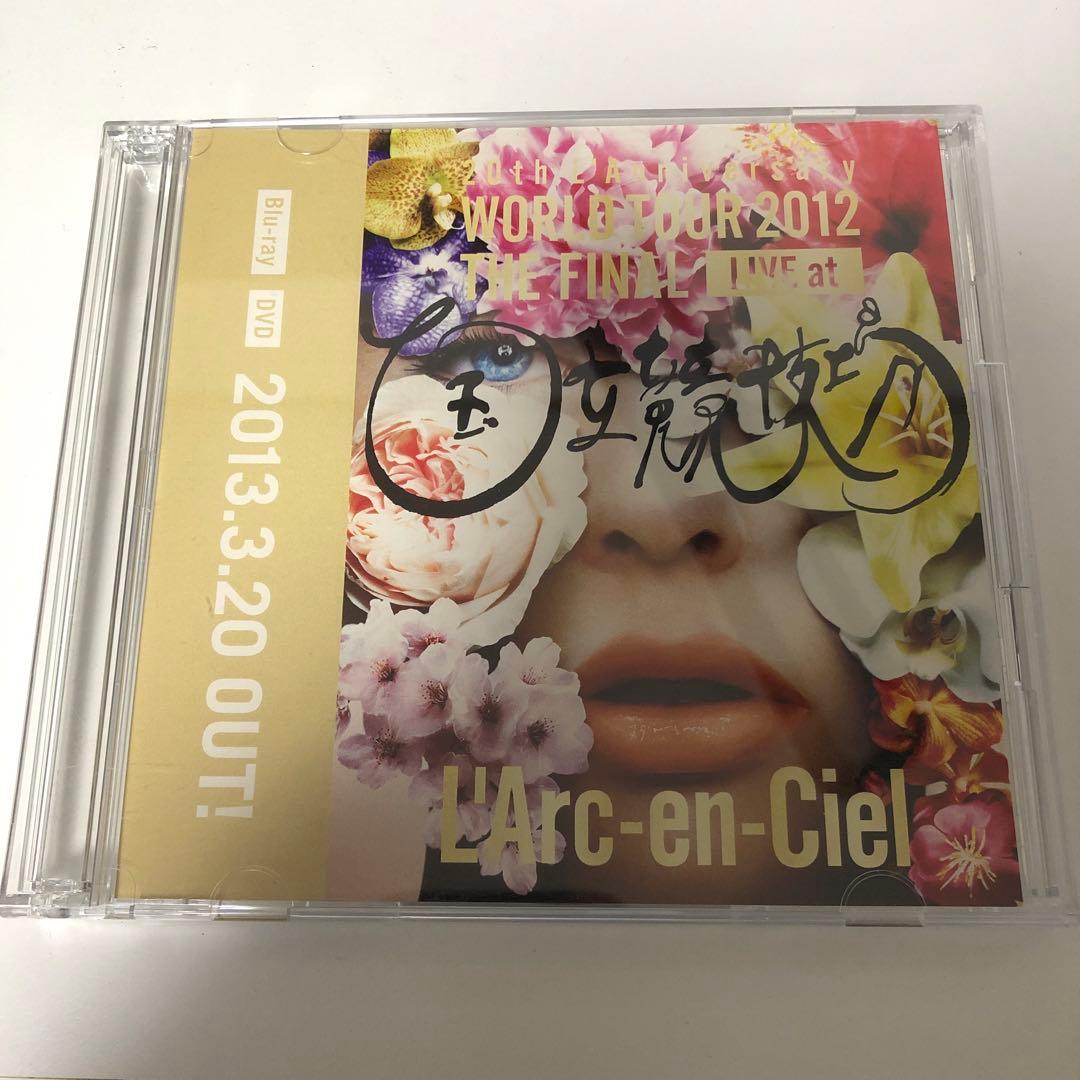 20th L'Anniversary
WORLD TOUR 2012
THE FINAL LIVE at
国立競技場
L'Arc-en-Ciel
Blu-ray DVD 2013.3.20 OUT!